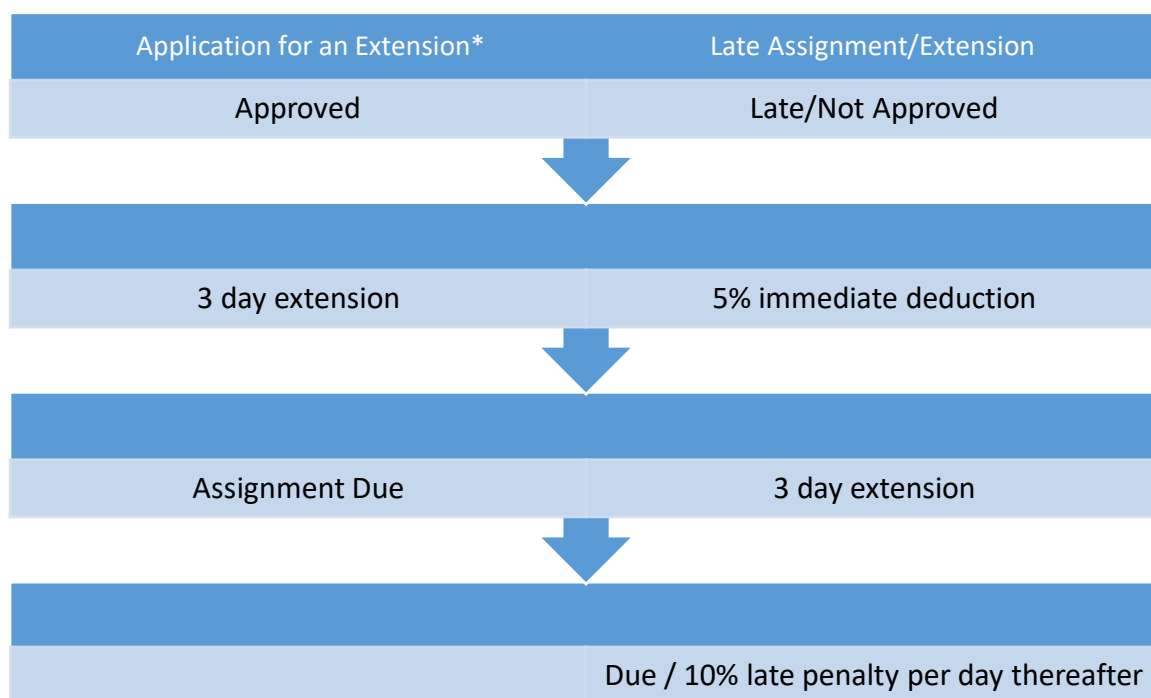 Application for an Extension*
Late Assignment/Extension
Approved
Late/Not Approved
3 day extension
5% immediate deduction
Assignment Due
3 day extension
Due / 10% late penalty per day thereafter